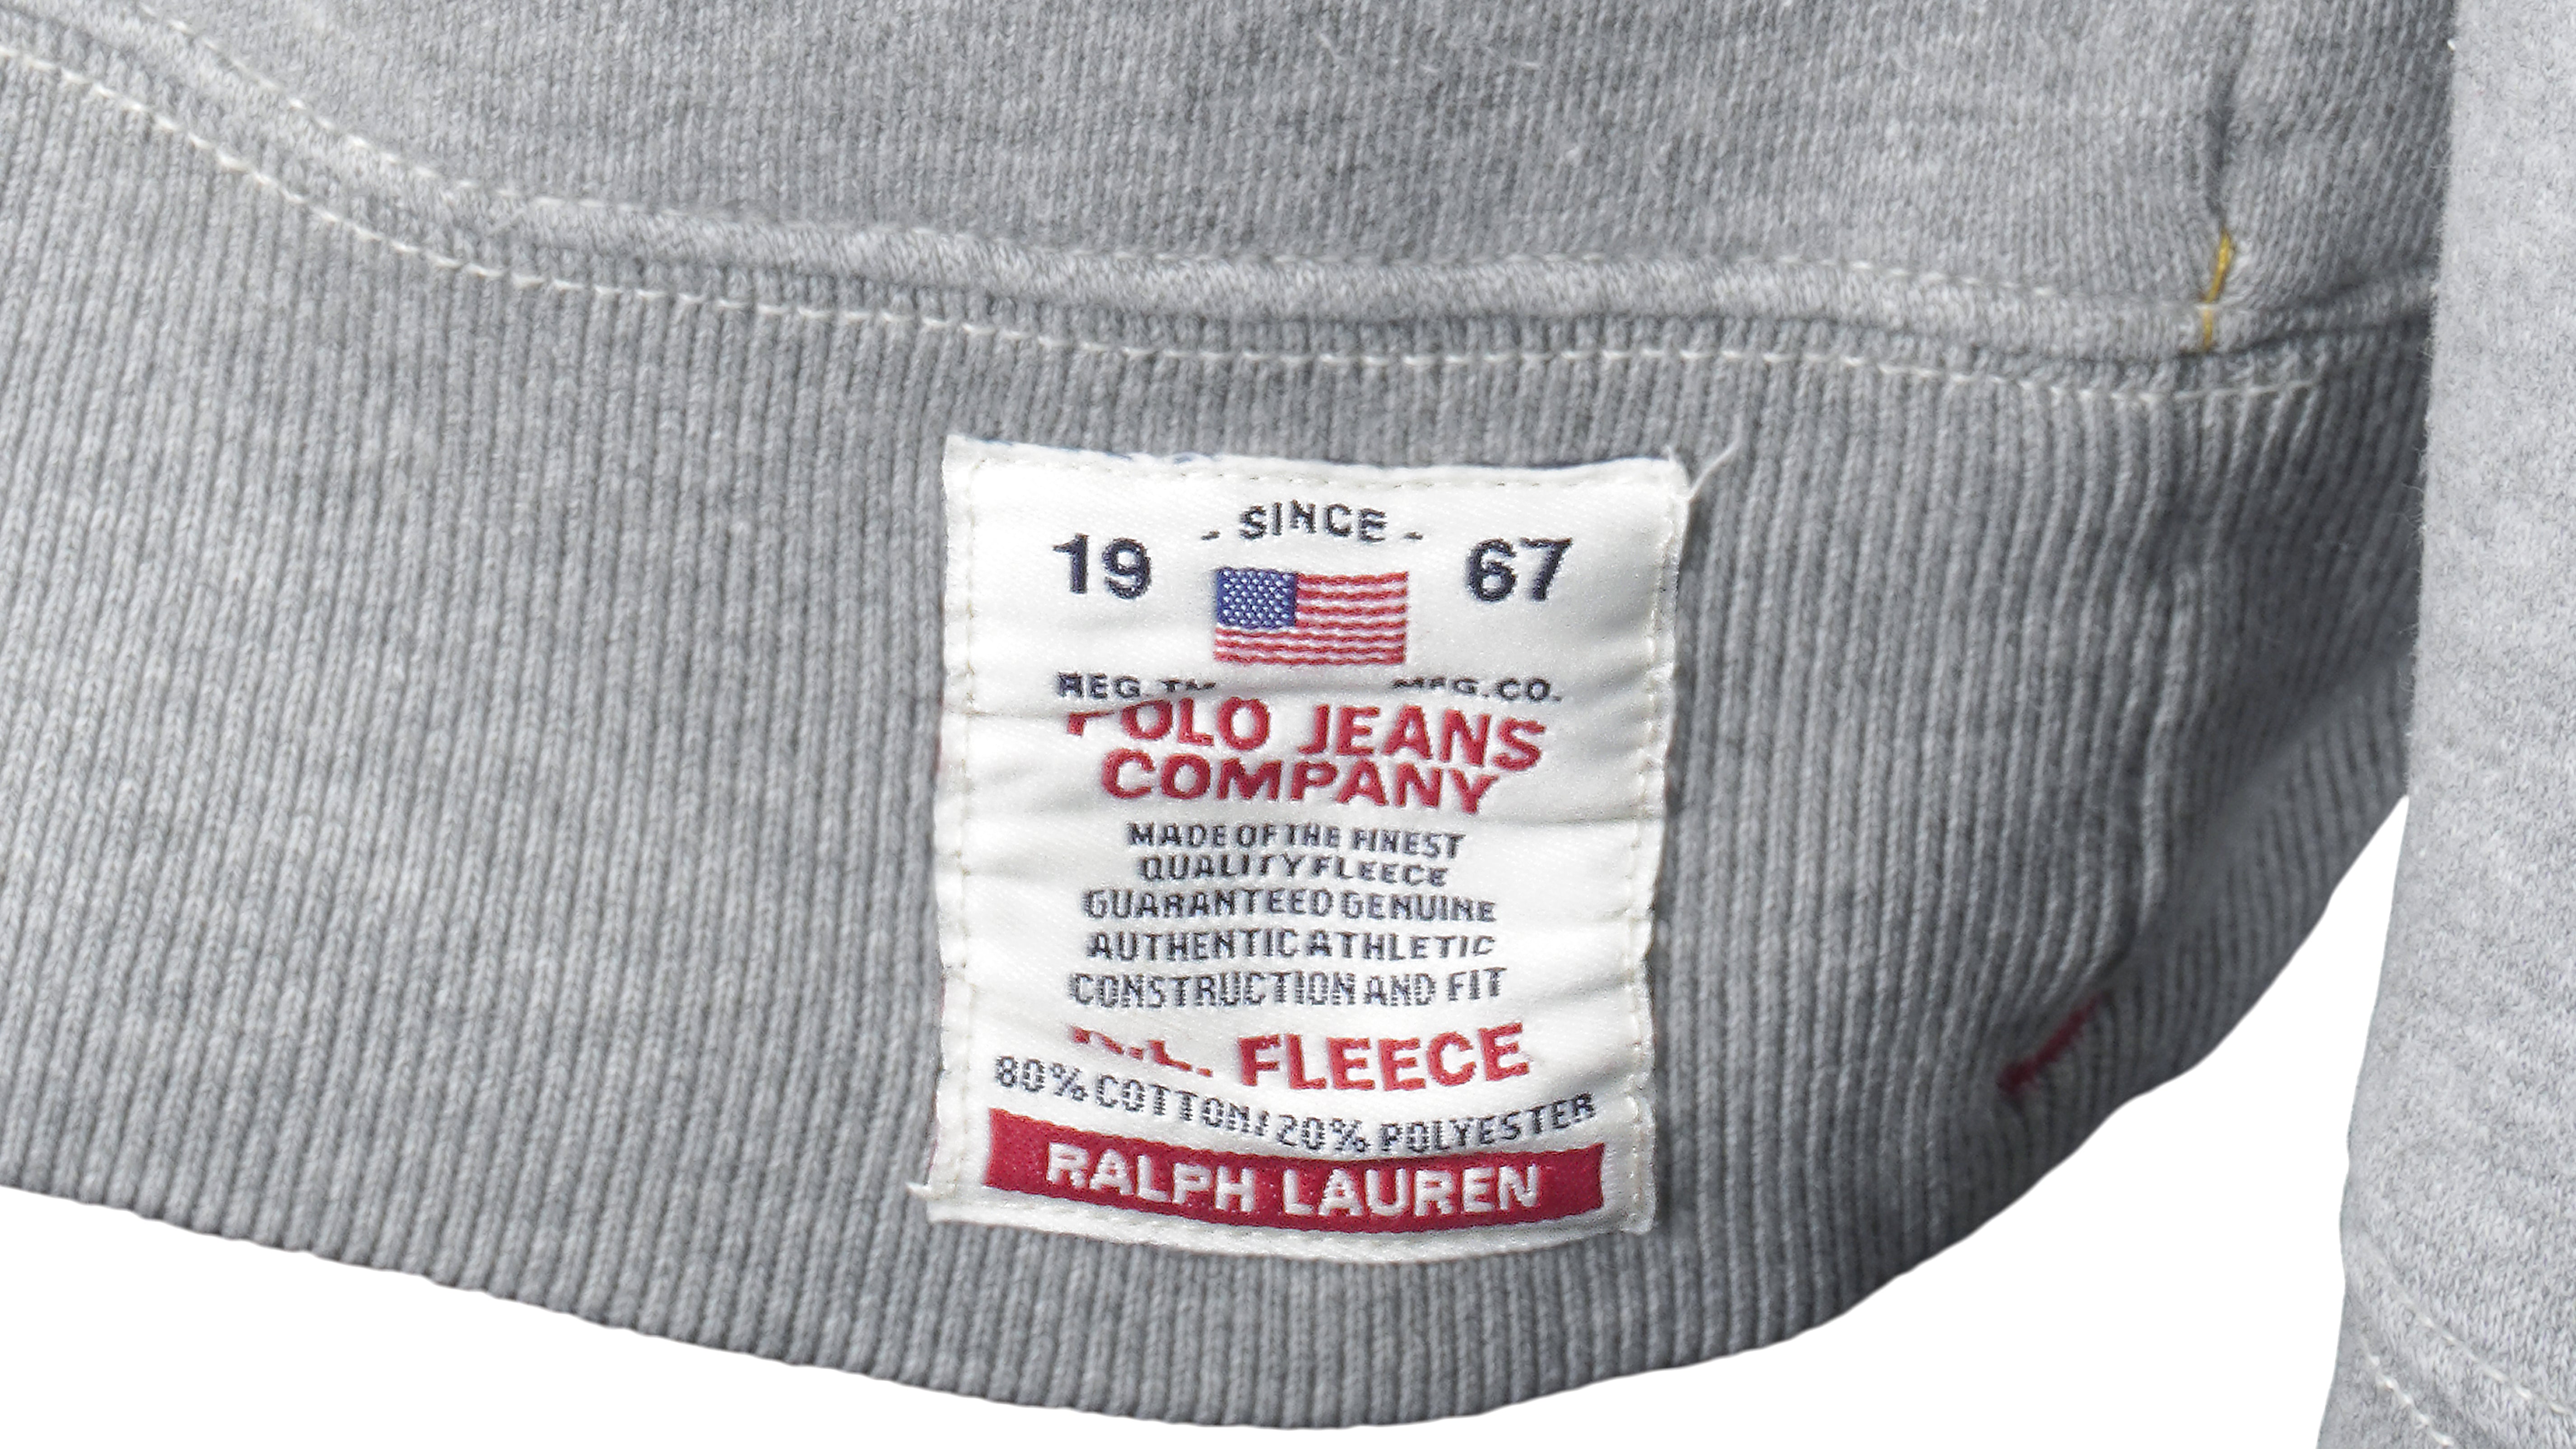 - SINCE -
19 67
REG. TM MFG. CO.
POLO JEANS
COMPANY
MADE OF THE FINEST
QUALITY FLEECE
GUARANTEED GENUINE
AUTHENTIC ATHLETIC
CONSTRUCTION AND FIT
R.L. FLEECE
80% COTTON/20% POLYESTER
RALPH LAUREN